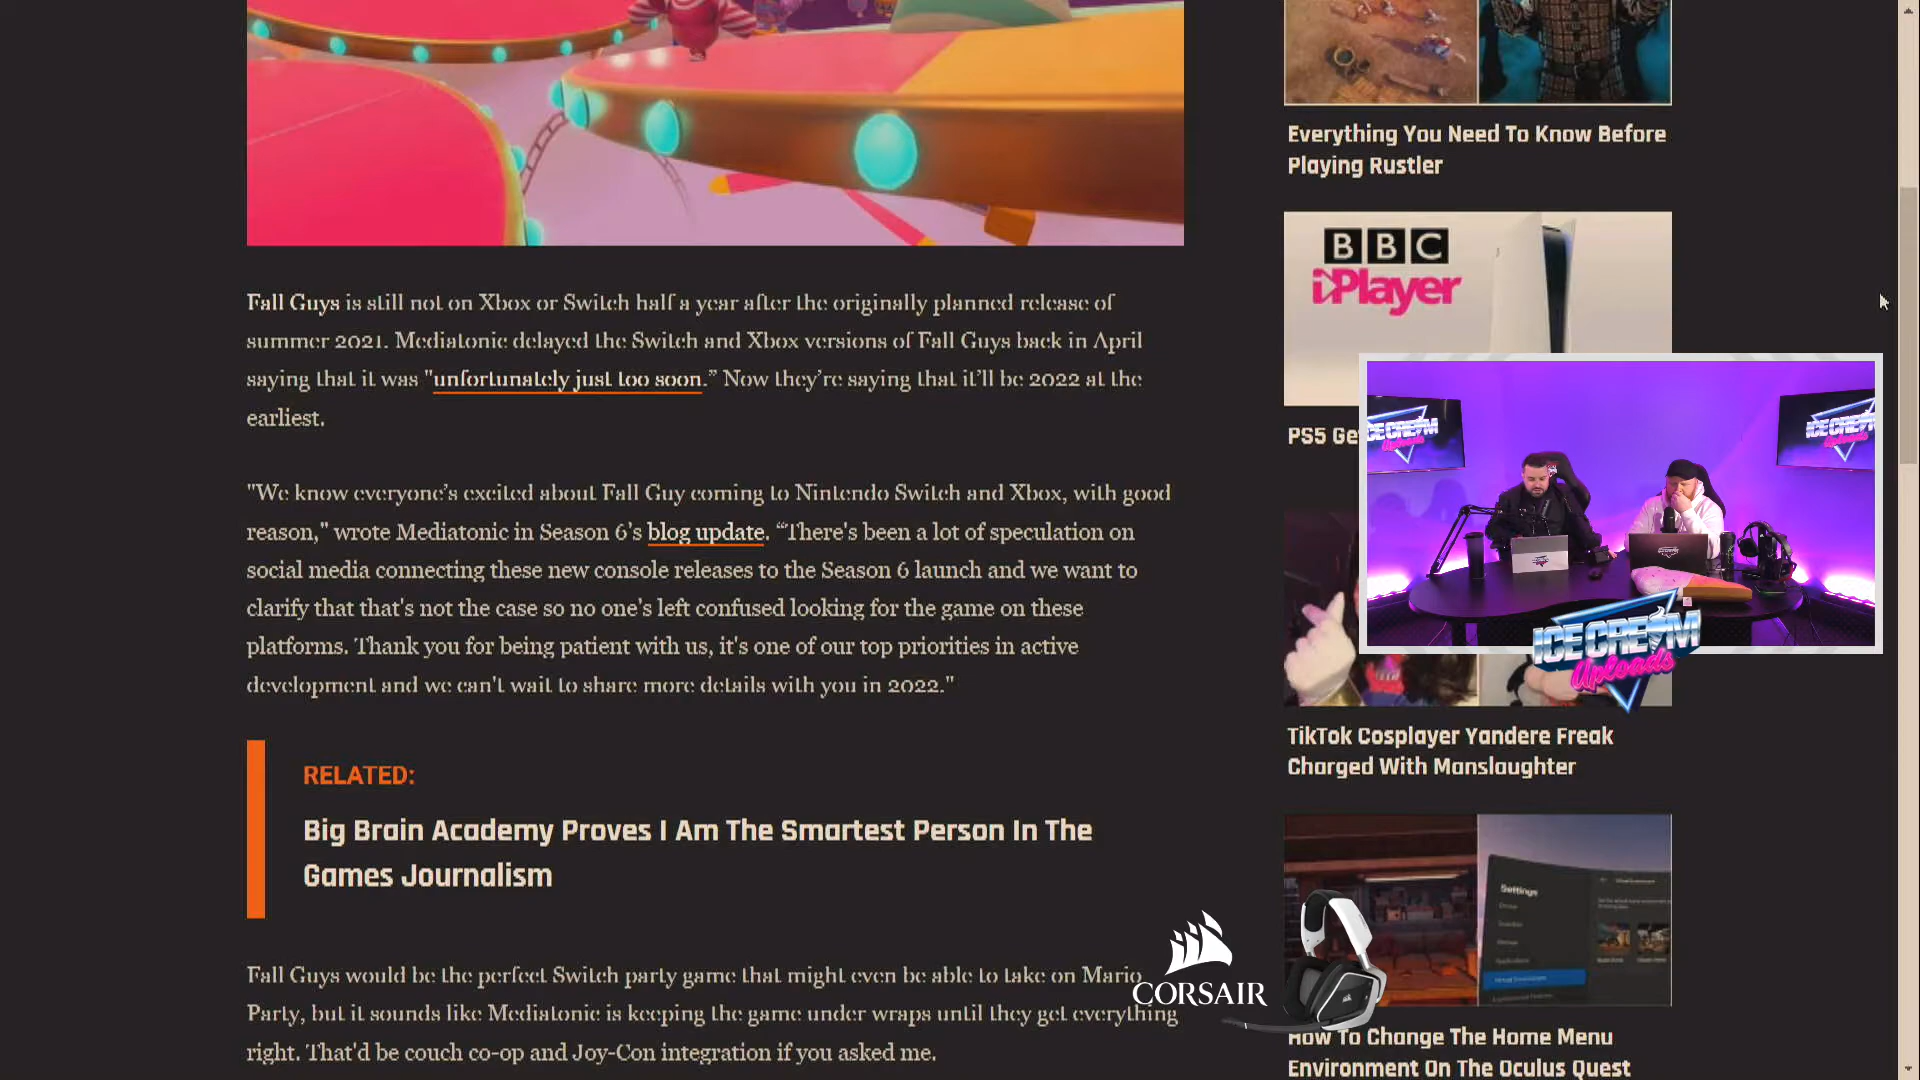 Fall Guys is still not on Xbox or Switch half a year after the originally planned release of
summer 2021. Mediatonic delayed the Switch and Xbox versions of Fall Guys back in April
saying that it was "unfortunately just too soon.” Now they’re saying that it’ll be 2022 at the
earliest.
"We know everyone’s excited about Fall Guy coming to Nintendo Switch and Xbox, with good
reason," wrote Mediatonic in Season 6’s blog update. “There's been a lot of speculation on
social media connecting these new console releases to the Season 6 launch and we want to
clarify that that's not the case so no one’s left confused looking for the game on these
platforms. Thank you for being patient with us, it's one of our top priorities in active
development and we can't wait to share more details with you in 2022."
RELATED:
Big Brain Academy Proves I Am The Smartest Person In The
Games Journalism
Fall Guys would be the perfect Switch party game that might even be able to take on Mario
Party, but it sounds like Mediatonic is keeping the game under wraps until they get everything
right. That'd be couch co-op and Joy-Con integration if you asked me.
Everything You Need To Know Before
Playing Rustler
BBC
iPlayer
PS5 Ge
ICE CREAM
Uploads
ICE CREAM
Uploads
ICE CREAM
Uploads
TikTok Cosplayer Yandere Freak
Charged With Manslaughter
Settings
CORSAIR
How To Change The Home Menu
Environment On The Oculus Quest